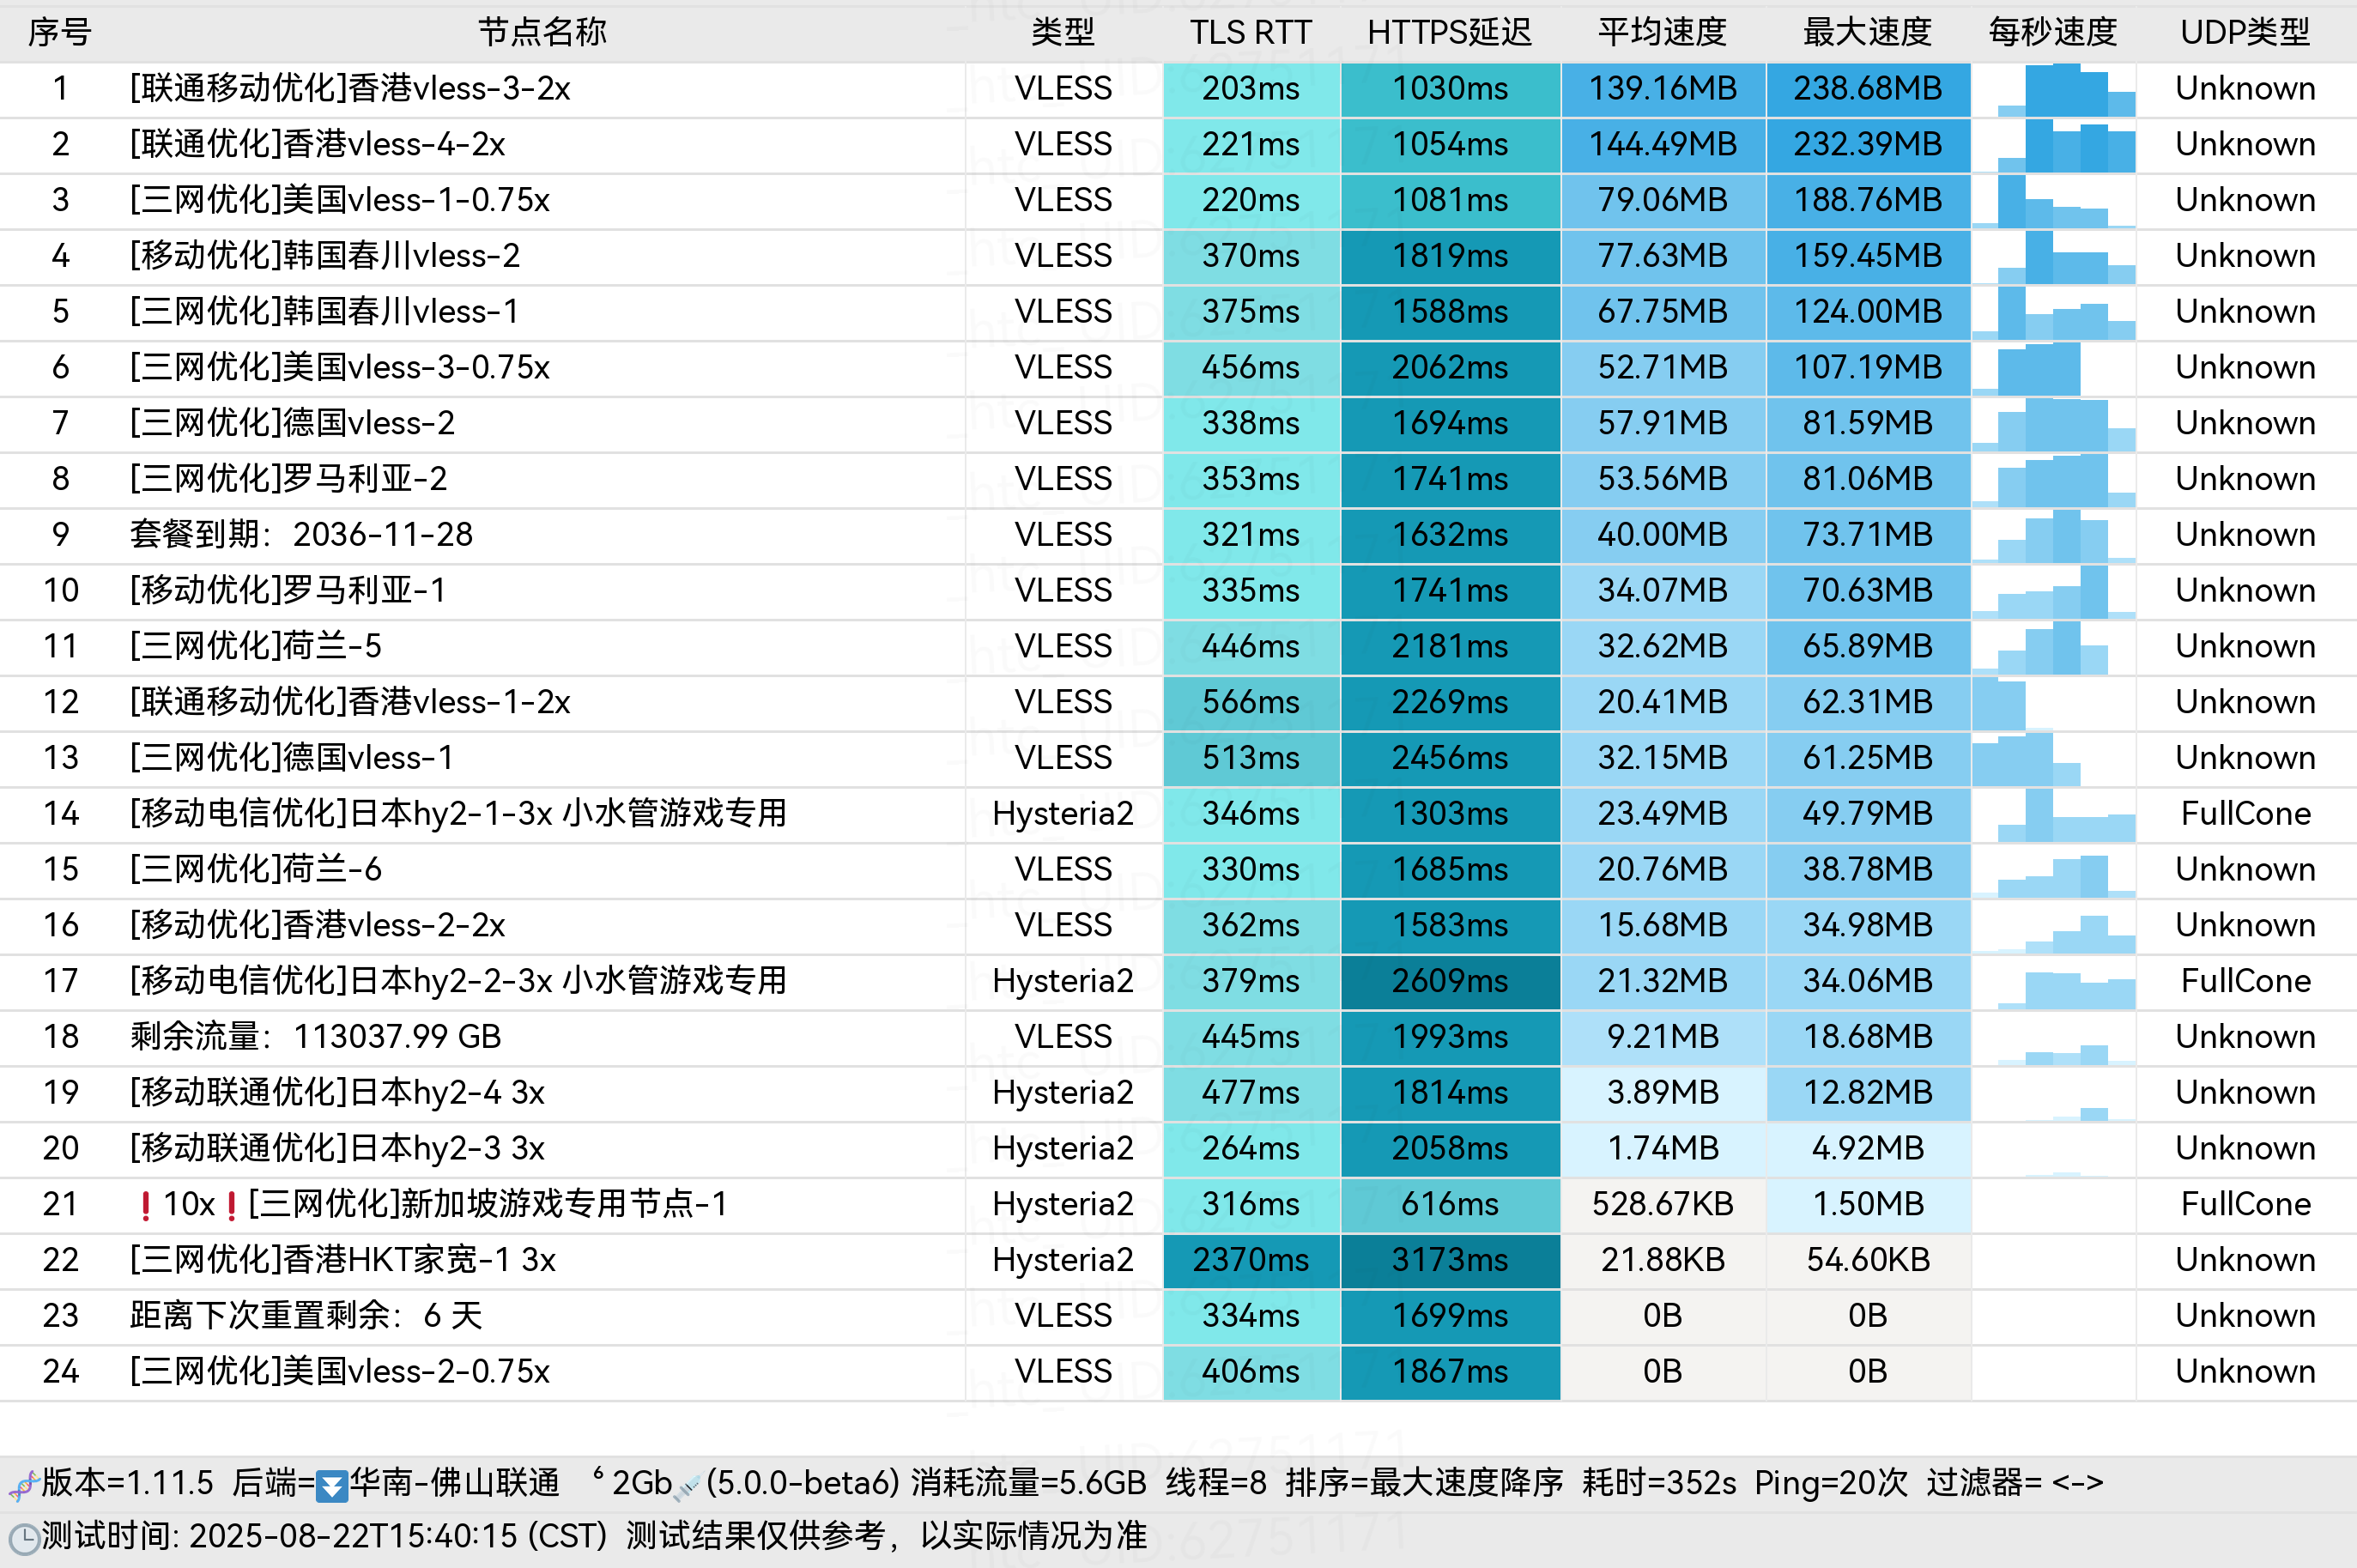 序号 节点名称 类型 TLS RTT HTTPS延迟 平均速度 最大速度 每秒速度 UDP类型
1 [联通移动优化]香港vless-3-2x VLESS 203ms 1030ms 139.16MB 238.68MB Unknown
2 [联通优化]香港vless-4-2x VLESS 221ms 1054ms 144.49MB 232.39MB Unknown
3 [三网优化]美国vless-1-0.75x VLESS 220ms 1081ms 79.06MB 188.76MB Unknown
4 [移动优化]韩国春川vless-2 VLESS 370ms 1819ms 77.63MB 159.45MB Unknown
5 [三网优化]韩国春川vless-1 VLESS 375ms 1588ms 67.75MB 124.00MB Unknown
6 [三网优化]美国vless-3-0.75x VLESS 456ms 2062ms 52.71MB 107.19MB Unknown
7 [三网优化]德国vless-2 VLESS 338ms 1694ms 57.91MB 81.59MB Unknown
8 [三网优化]罗马利亚-2 VLESS 353ms 1741ms 53.56MB 81.06MB Unknown
9 套餐到期：2036-11-28 VLESS 321ms 1632ms 40.00MB 73.71MB Unknown
10 [移动优化]罗马利亚-1 VLESS 335ms 1741ms 34.07MB 70.63MB Unknown
11 [三网优化]荷兰-5 VLESS 446ms 2181ms 32.62MB 65.89MB Unknown
12 [联通移动优化]香港vless-1-2x VLESS 566ms 2269ms 20.41MB 62.31MB Unknown
13 [三网优化]德国vless-1 VLESS 513ms 2456ms 32.15MB 61.25MB Unknown
14 [移动电信优化]日本hy2-1-3x 小水管游戏专用 Hysteria2 346ms 1303ms 23.49MB 49.79MB FullCone
15 [三网优化]荷兰-6 VLESS 330ms 1685ms 20.76MB 38.78MB Unknown
16 [移动优化]香港vless-2-2x VLESS 362ms 1583ms 15.68MB 34.98MB Unknown
17 [移动电信优化]日本hy2-2-3x 小水管游戏专用 Hysteria2 379ms 2609ms 21.32MB 34.06MB FullCone
18 剩余流量：113037.99 GB VLESS 445ms 1993ms 9.21MB 18.68MB Unknown
19 [移动联通优化]日本hy2-4 3x Hysteria2 477ms 1814ms 3.89MB 12.82MB Unknown
20 [移动联通优化]日本hy2-3 3x Hysteria2 264ms 2058ms 1.74MB 4.92MB Unknown
21 ❗10x❗[三网优化]新加坡游戏专用节点-1 Hysteria2 316ms 616ms 528.67KB 1.50MB FullCone
22 [三网优化]香港HKT家宽-1 3x Hysteria2 2370ms 3173ms 21.88KB 54.60KB Unknown
23 距离下次重置剩余：6 天 VLESS 334ms 1699ms 0B 0B Unknown
24 [三网优化]美国vless-2-0.75x VLESS 406ms 1867ms 0B 0B Unknown
🧬版本=1.11.5 后端=⏬华南-佛山联通 ⁶ 2Gb💉(5.0.0-beta6) 消耗流量=5.6GB 线程=8 排序=最大速度降序 耗时=352s Ping=20次 过滤器= <->
🕒测试时间: 2025-08-22T15:40:15 (CST) 测试结果仅供参考，以实际情况为准